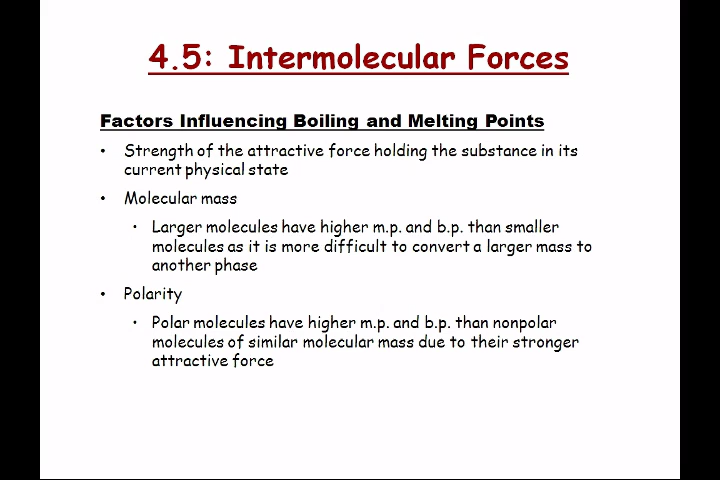 4.5: Intermolecular Forces
Factors Influencing Boiling and Melting Points
• Strength of the attractive force holding the substance in its
current physical state
• Molecular mass
• Larger molecules have higher m.p. and b.p. than smaller
molecules as it is more difficult to convert a larger mass to
another phase
• Polarity
• Polar molecules have higher m.p. and b.p. than nonpolar
molecules of similar molecular mass due to their stronger
attractive force